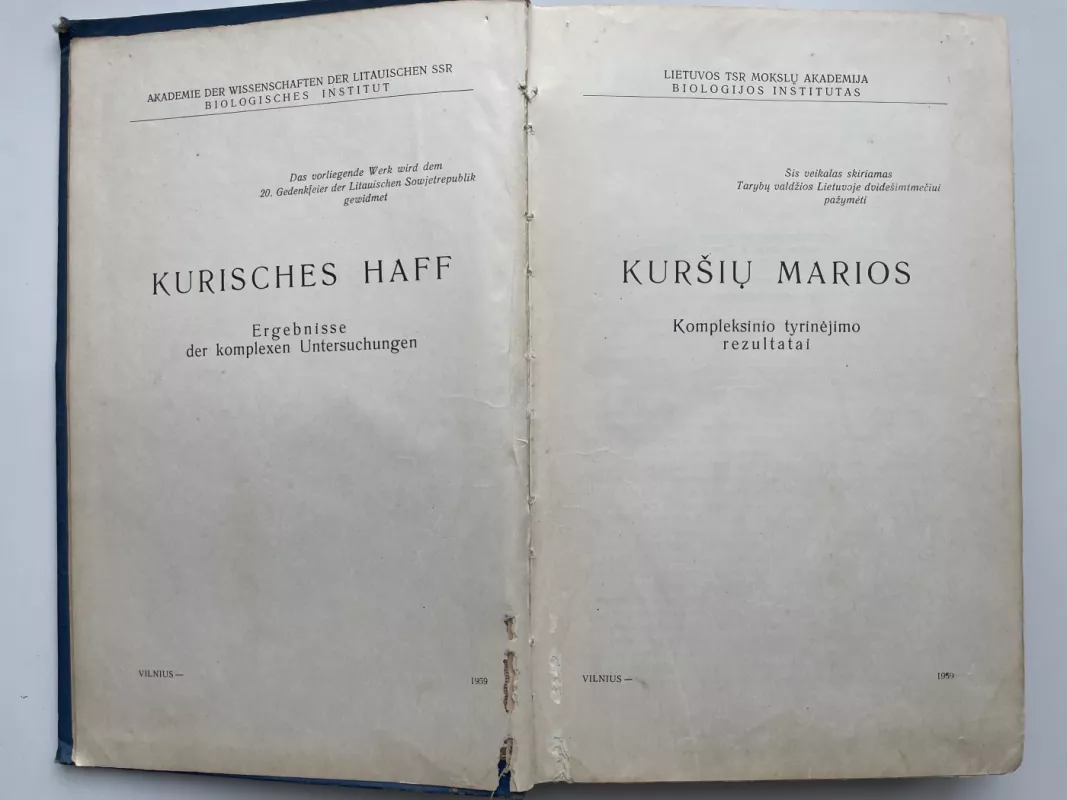 AKADEMIE DER WISSENSCHAFTEN DER LITAUISCHEN SSR
BIOLOGISCHES INSTITUT
Das vorliegende Werk wird dem
20. Gedenkfeier der Litauischen Sowjetrepublik
gewidmet
KURISCHES HAFF
Ergebnisse
der komplexen Untersuchungen
VILNIUS — 1959
LIETUVOS TSR MOKSLŲ AKADEMIJA
BIOLOGIJOS INSTITUTAS
Šis veikalas skiriamas
Tarybų valdžios Lietuvoje dvidešimtmečiui
pažymėti
KURŠIŲ MARIOS
Kompleksinio tyrinėjimo
rezultatai
VILNIUS — 1959